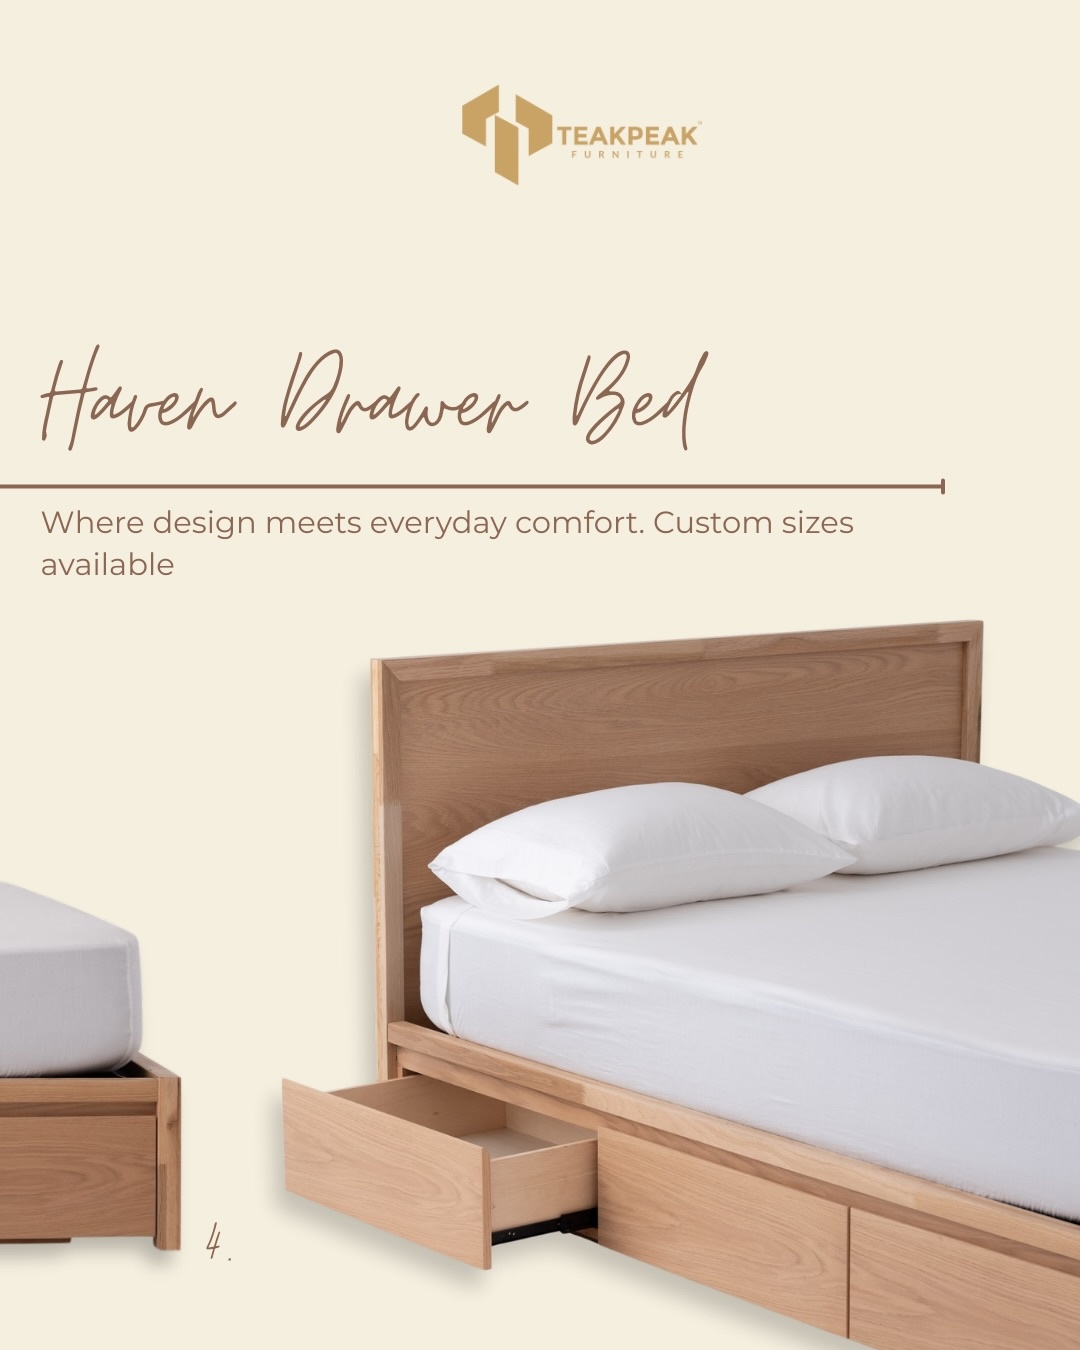 TEAKPEAK
FURNITURE
Haven Drawer Bed
Where design meets everyday comfort. Custom sizes
available
4.